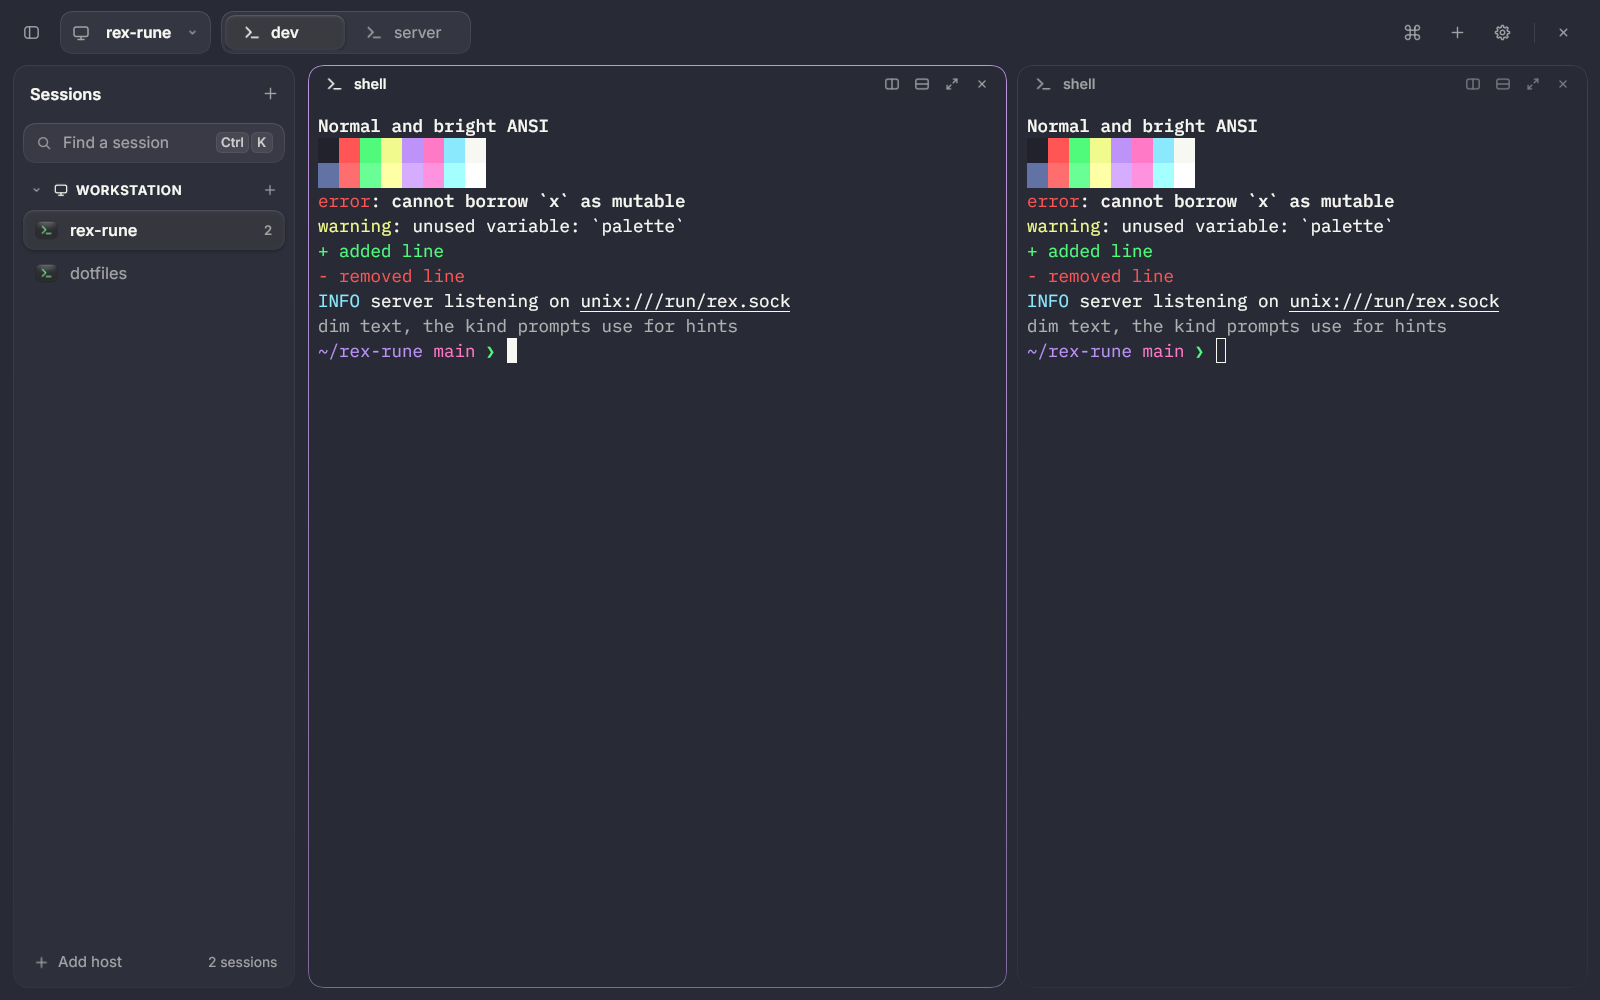 rex-rune
dev
server
Sessions
Find a session
Ctrl K
WORKSTATION
rex-rune 2
dotfiles
Add host
2 sessions
shell
Normal and bright ANSI
error: cannot borrow `x` as mutable
warning: unused variable: `palette`
+ added line
- removed line
INFO server listening on unix:///run/rex.sock
dim text, the kind prompts use for hints
~/rex-rune main ❯
shell
Normal and bright ANSI
error: cannot borrow `x` as mutable
warning: unused variable: `palette`
+ added line
- removed line
INFO server listening on unix:///run/rex.sock
dim text, the kind prompts use for hints
~/rex-rune main ❯